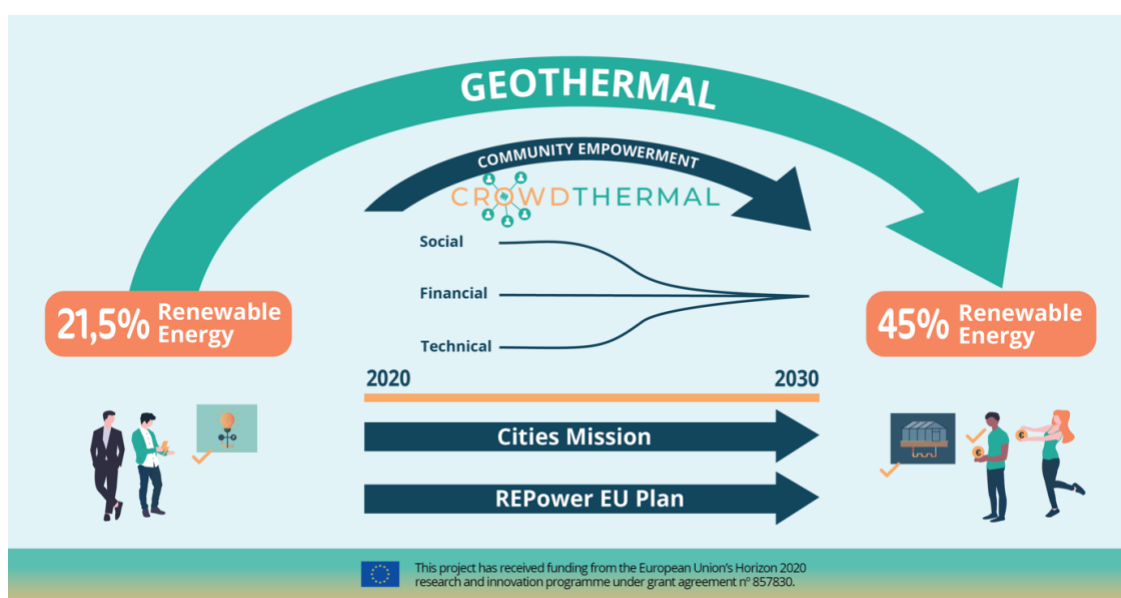 GEOTHERMAL
COMMUNITY EMPOWERMENT
CROWDTHERMAL
Social
Financial
Technical
21,5% Renewable
Energy
45% Renewable
Energy
2020
2030
Cities Mission
REPower EU Plan
This project has received funding from the European Union's Horizon 2020
research and innovation programme under grant agreement nº 857830.